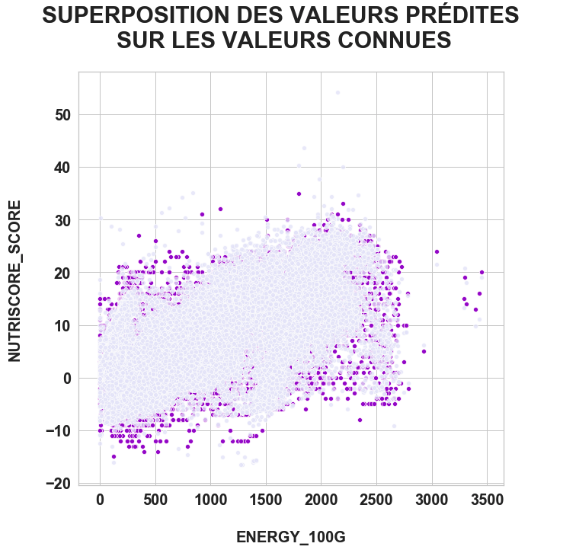 SUPERPOSITION DES VALEURS PRÉDITES
SUR LES VALEURS CONNUES
50
40
30
20
10
0
−10
−20
NUTRISCORE_SCORE
0 500 1000 1500 2000 2500 3000 3500
ENERGY_100G